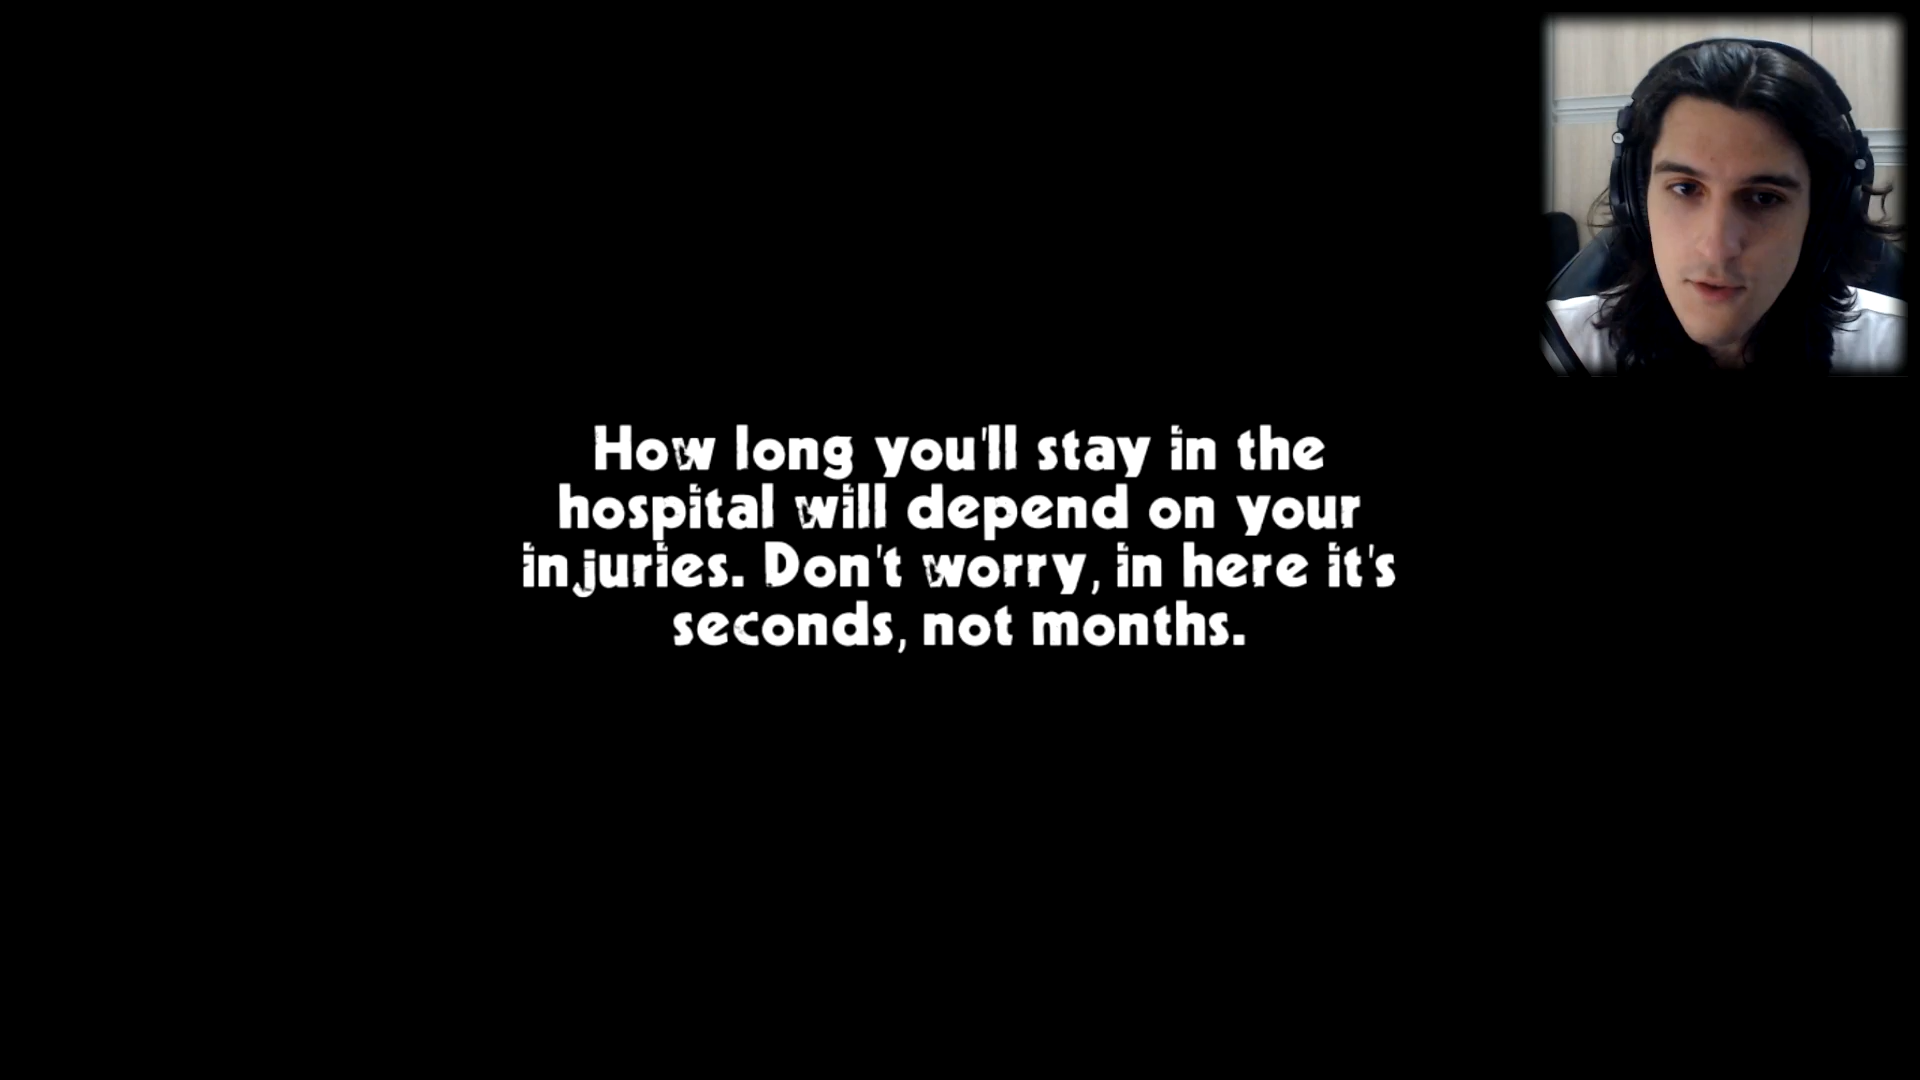 How long you'll stay in the
hospital will depend on your
injuries. Don't worry, in here it's
seconds, not months.